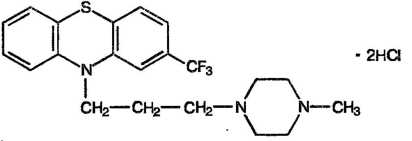 S
CF₃
· 2HCl
N
CH₂—CH₂—CH₂—N
N—CH₃